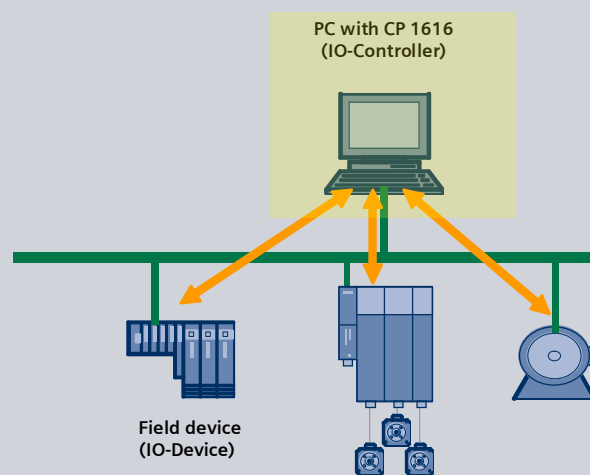 PC with CP 1616
(IO-Controller)
Field device
(IO-Device)